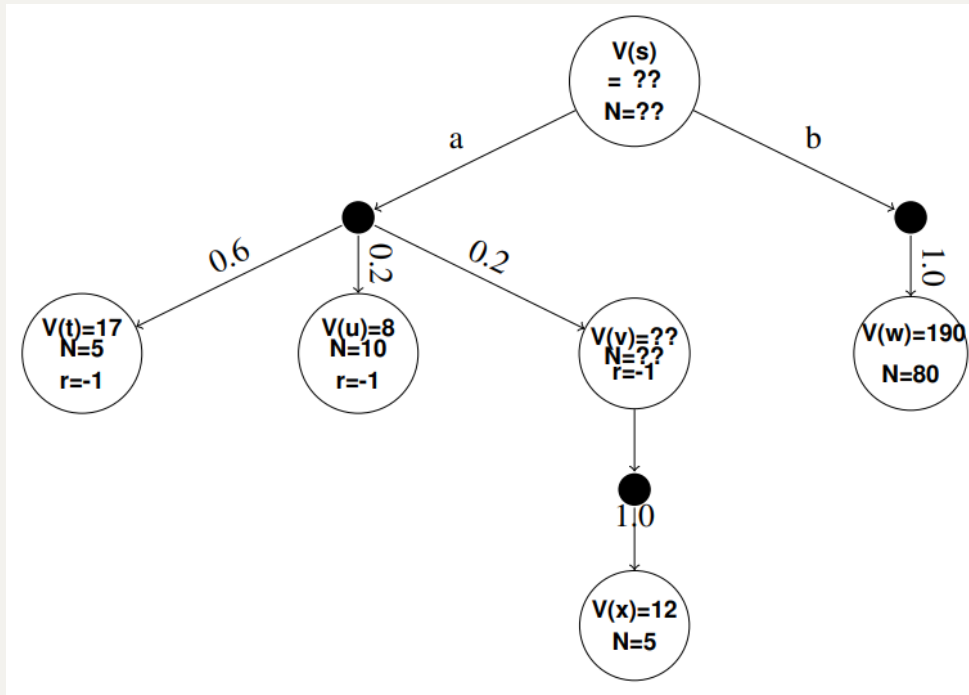 V(s)
= ??
N=??
a
b
0.6
0.2
0.2
1.0
V(t)=17
N=5
r=-1
V(u)=8
N=10
r=-1
V(v)=??
N=??
r=-1
V(w)=190
N=80
1.0
V(x)=12
N=5